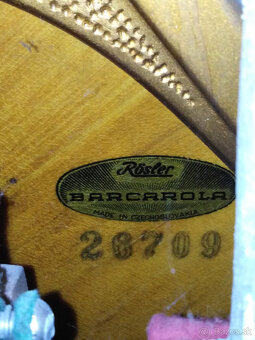 Rösler
BARCAROLA
MADE IN CZECHOSLOVAKIA
26709